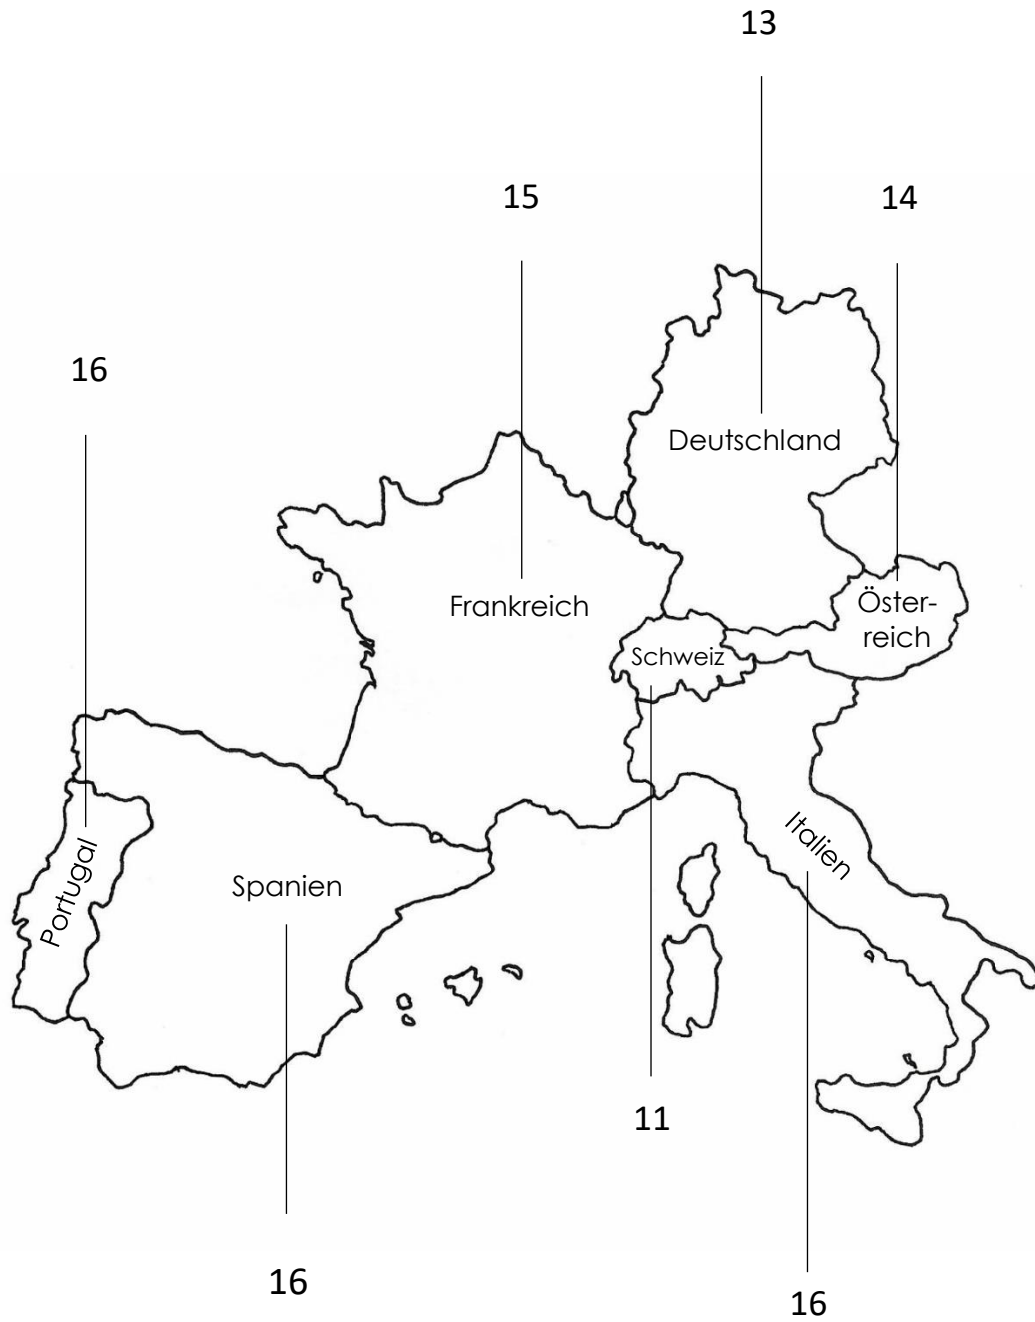 13
15
14
16
Deutschland
Frankreich
Öster-
reich
Schweiz
Italien
Portugal
Spanien
11
16
16